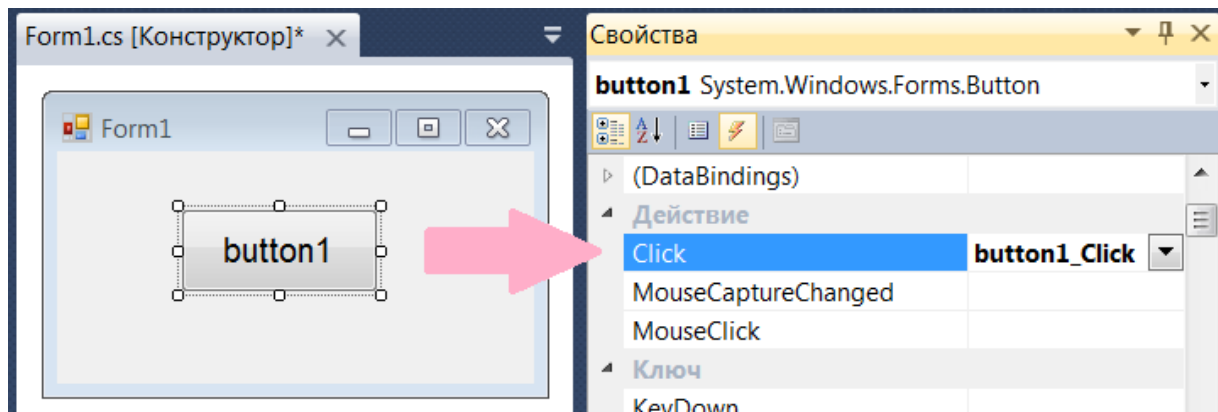 Form1.cs [Конструктор]*
Form1
button1
Свойства
button1 System.Windows.Forms.Button
(DataBindings)
Действие
Click button1_Click
MouseCaptureChanged
MouseClick
Ключ
KeyDown